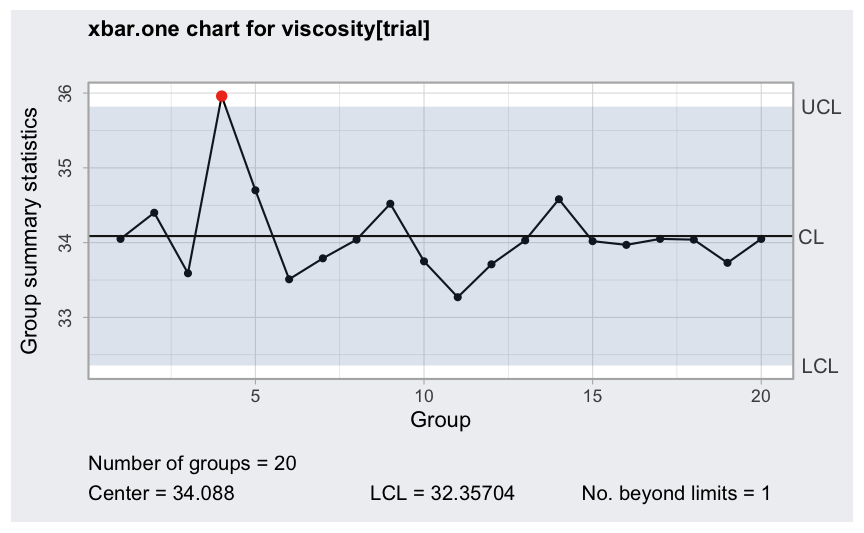 xbar.one chart for viscosity[trial]
Group summary statistics
36
35
34
33
UCL
CL
LCL
5 10 15 20
Group
Number of groups = 20
Center = 34.088 LCL = 32.35704 No. beyond limits = 1